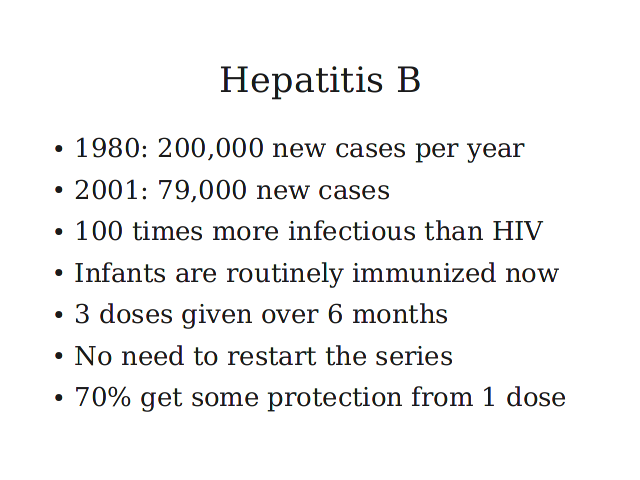 Hepatitis B
• 1980: 200,000 new cases per year
• 2001: 79,000 new cases
• 100 times more infectious than HIV
• Infants are routinely immunized now
• 3 doses given over 6 months
• No need to restart the series
• 70% get some protection from 1 dose